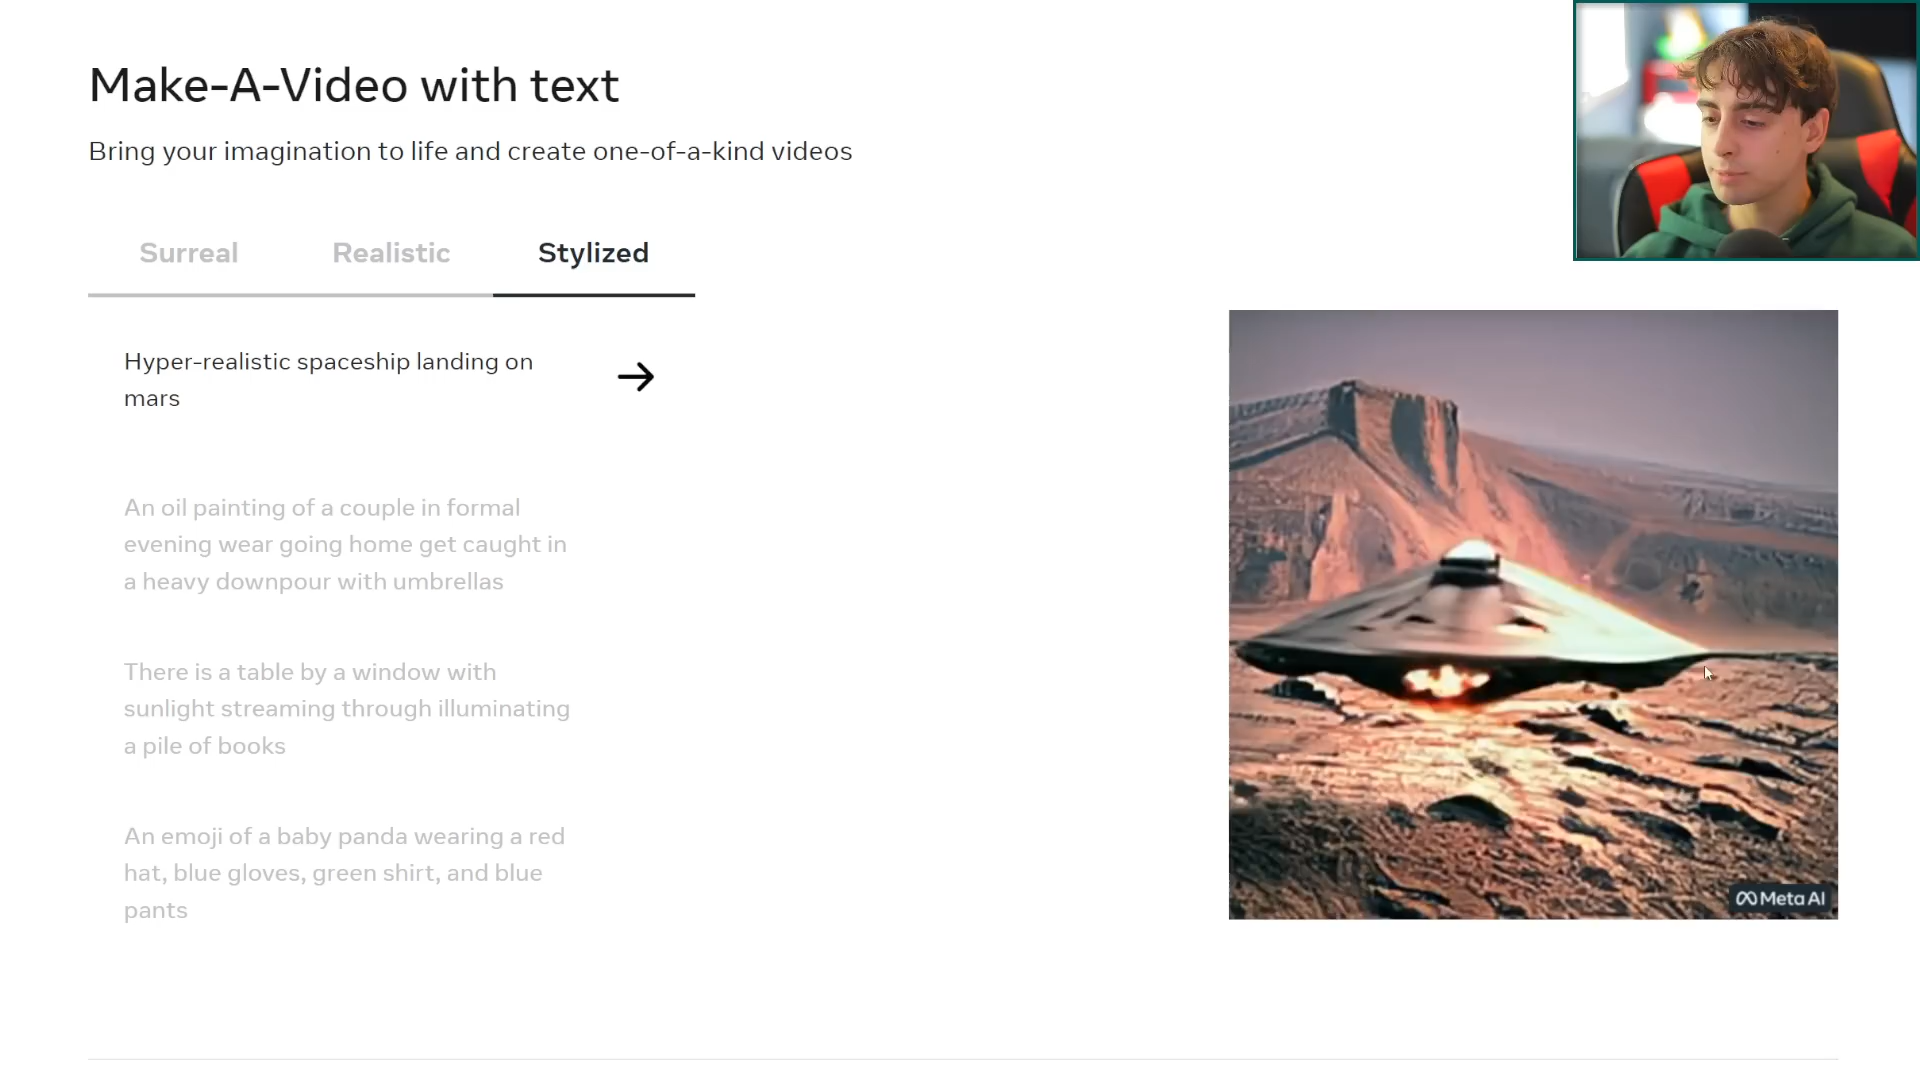 Make-A-Video with text
Bring your imagination to life and create one-of-a-kind videos
Surreal
Realistic
Stylized
Hyper-realistic spaceship landing on
mars
An oil painting of a couple in formal
evening wear going home get caught in
a heavy downpour with umbrellas
There is a table by a window with
sunlight streaming through illuminating
a pile of books
An emoji of a baby panda wearing a red
hat, blue gloves, green shirt, and blue
pants
Meta AI